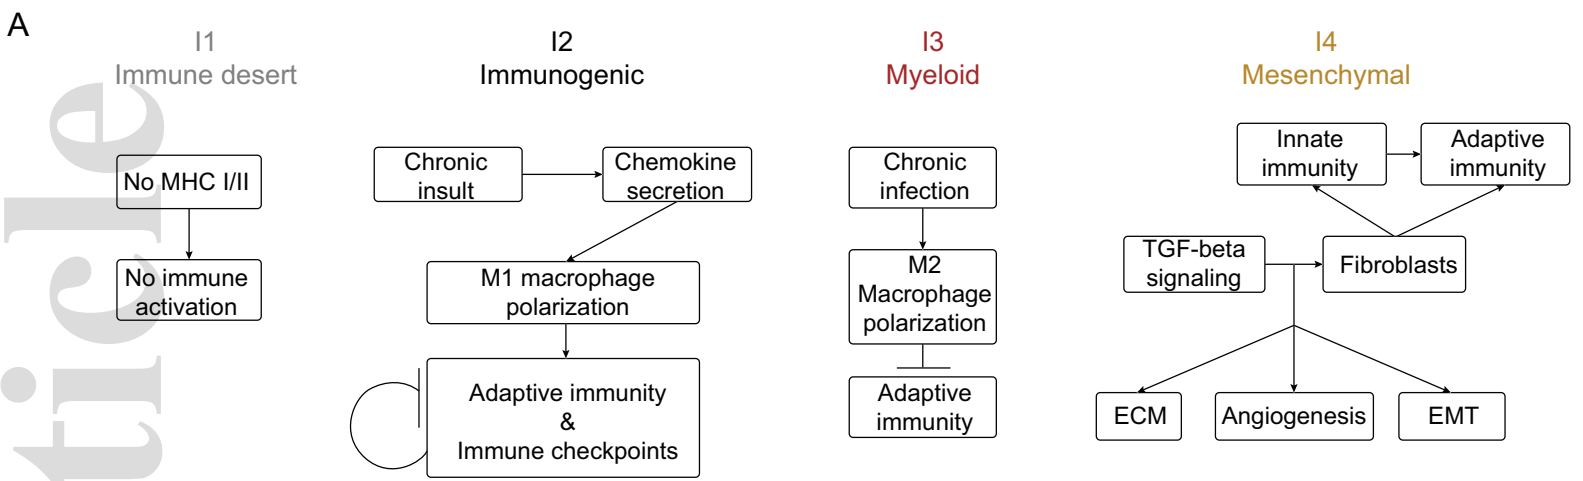 A
I1
Immune desert
No MHC I/II
No immune
activation
I2
Immunogenic
Chronic
insult
Chemokine
secretion
M1 macrophage
polarization
Adaptive immunity
&
Immune checkpoints
I3
Myeloid
Chronic
infection
M2
Macrophage
polarization
Adaptive
immunity
I4
Mesenchymal
Innate
immunity
Adaptive
immunity
TGF-beta
signaling
Fibroblasts
ECM
Angiogenesis
EMT
ticle